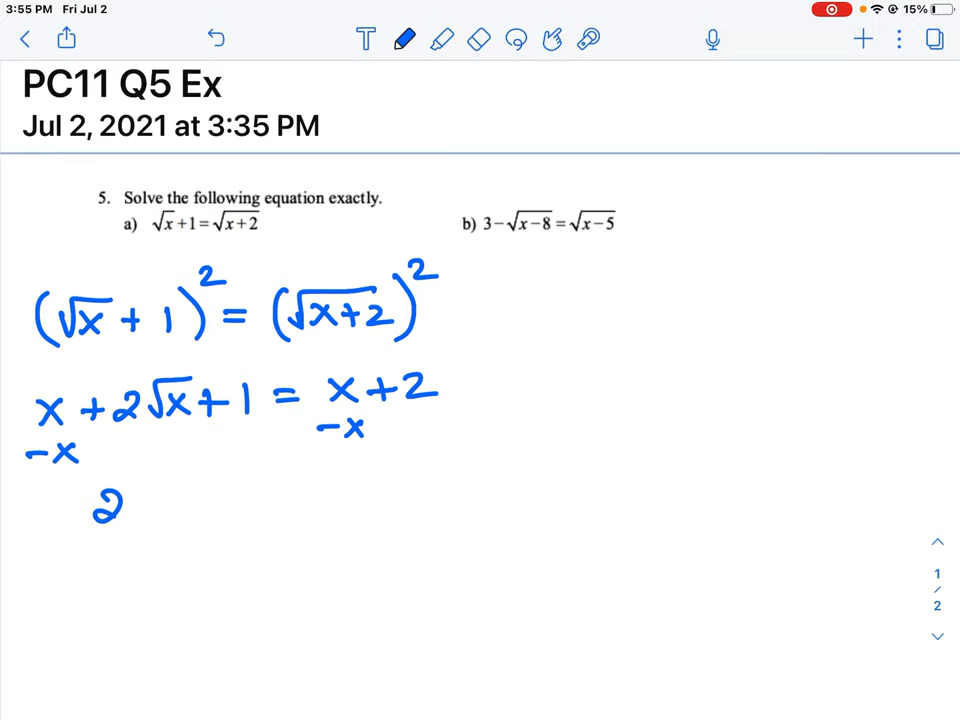 3:55 PM Fri Jul 2 15%
PC11 Q5 Ex
Jul 2, 2021 at 3:35 PM
5. Solve the following equation exactly.
a) √x + 1 = √(x+2) b) 3 − √(x−8) = √(x−5)
(√x + 1)² = (√(x+2))²
x + 2√x + 1 = x + 2
−x −x
2
1
/
2